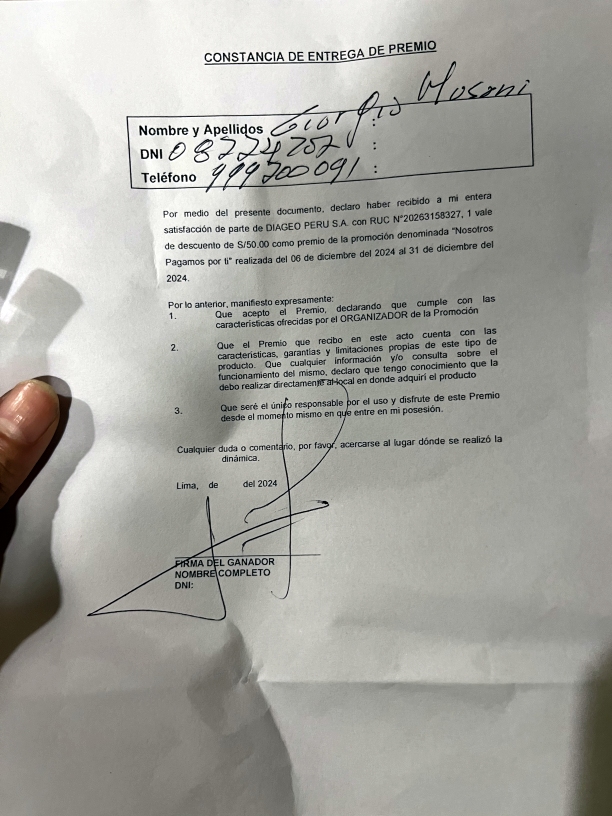 CONSTANCIA DE ENTREGA DE PREMIO
Nombre y Apellidos Giorgio Mosoni :
DNI :
Teléfono 999200091 :
Por medio del presente documento, declaro haber recibido a mi entera
satisfacción de parte de DIAGEO PERU S.A. con RUC N°20263158327, 1 vale
de descuento de S/50.00 como premio de la promoción denominada "Nosotros
Pagamos por ti" realizada del 06 de diciembre del 2024 al 31 de diciembre del
2024.
Por lo anterior, manifiesto expresamente:
1. Que acepto el Premio, declarando que cumple con las
características ofrecidas por el ORGANIZADOR de la Promoción
2. Que el Premio que recibo en este acto cuenta con las
características, garantías y limitaciones propias de este tipo de
producto. Que cualquier información y/o consulta sobre el
funcionamiento del mismo, declaro que tengo conocimiento que la
debo realizar directamente al local en donde adquirí el producto
3. Que seré el único responsable por el uso y disfrute de este Premio
desde el momento mismo en que entre en mi posesión.
Cualquier duda o comentario, por favor, acercarse al lugar dónde se realizó la
dinámica.
Lima, de del 2024
FIRMA DEL GANADOR
NOMBRE COMPLETO
DNI: